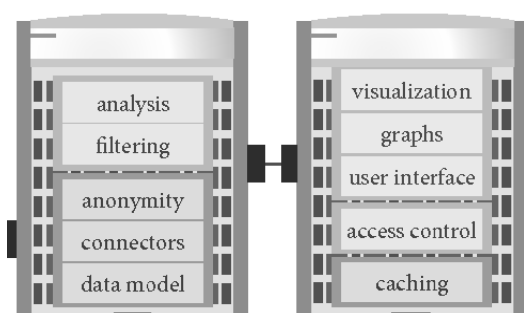 analysis
filtering
anonymity
connectors
data model
visualization
graphs
user interface
access control
caching